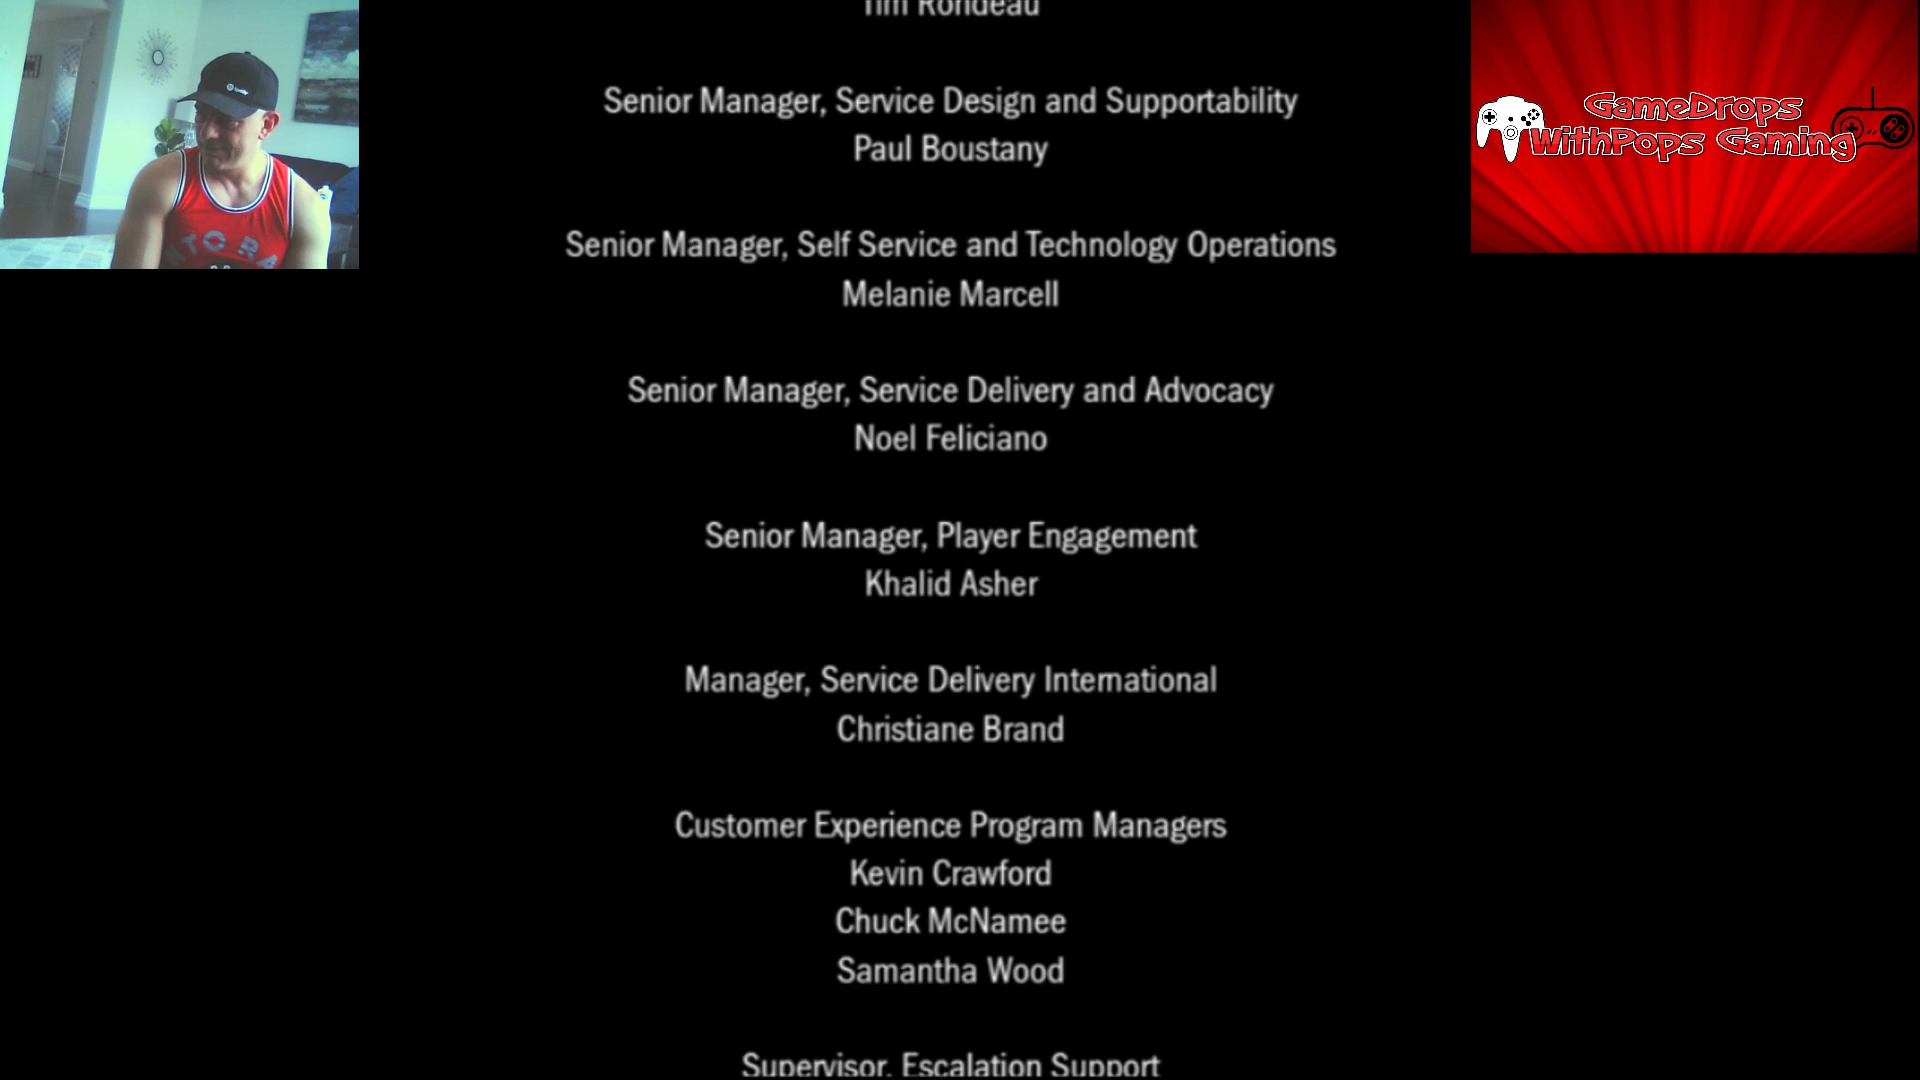 Tim Rondeau
Senior Manager, Service Design and Supportability
Paul Boustany
Senior Manager, Self Service and Technology Operations
Melanie Marcell
Senior Manager, Service Delivery and Advocacy
Noel Feliciano
Senior Manager, Player Engagement
Khalid Asher
Manager, Service Delivery International
Christiane Brand
Customer Experience Program Managers
Kevin Crawford
Chuck McNamee
Samantha Wood
Supervisor, Escalation Support
GameDrops
WithPops Gaming